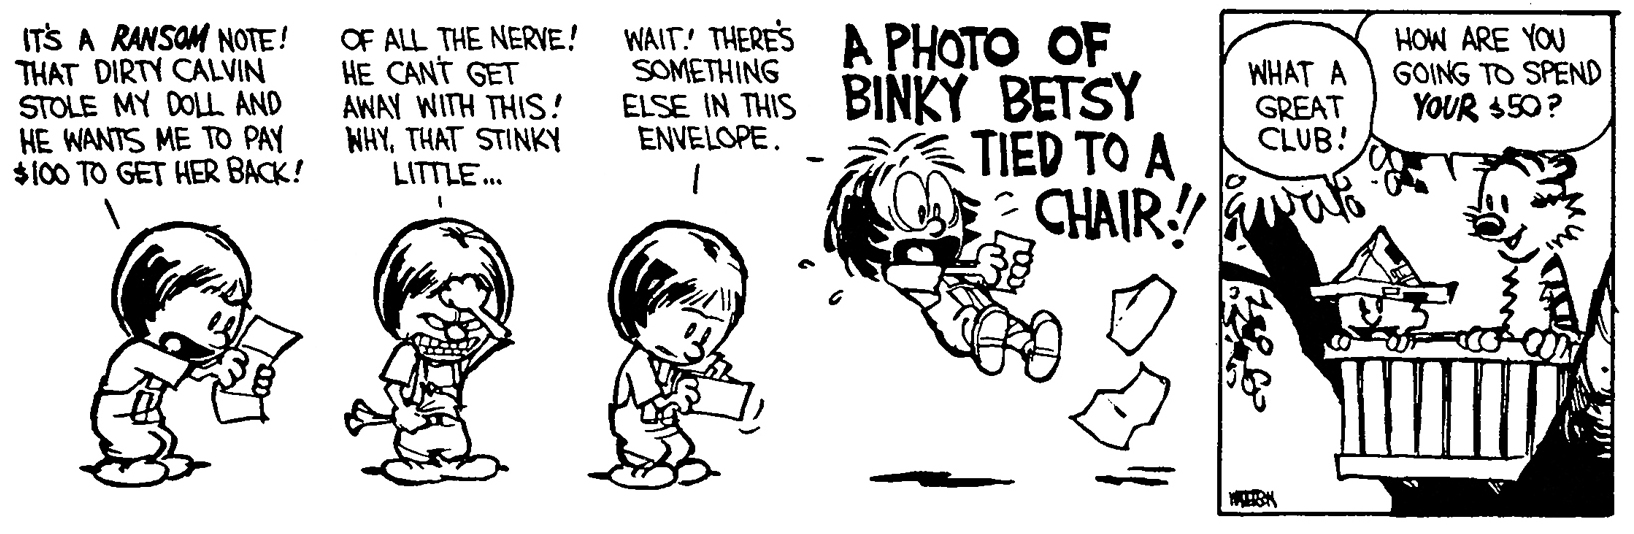 IT'S A RANSOM NOTE!
THAT DIRTY CALVIN
STOLE MY DOLL AND
HE WANTS ME TO PAY
$100 TO GET HER BACK!
OF ALL THE NERVE!
HE CAN'T GET
AWAY WITH THIS!
WHY, THAT STINKY
LITTLE...
WAIT! THERE'S
SOMETHING
ELSE IN THIS
ENVELOPE.
A PHOTO OF
BINKY BETSY
TIED TO A
CHAIR!!
WHAT A
GREAT
CLUB!
HOW ARE YOU
GOING TO SPEND
YOUR $50?
WATTERSON